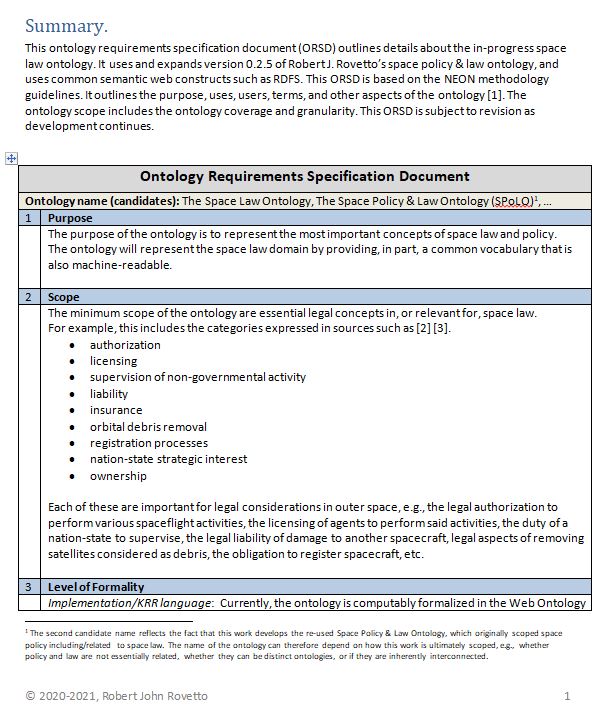 Summary.
This ontology requirements specification document (ORSD) outlines details about the in-progress space
law ontology. It uses and expands version 0.2.5 of Robert J. Rovetto's space policy & law ontology, and
uses common semantic web constructs such as RDFS. This ORSD is based on the NEON methodology
guidelines. It outlines the purpose, uses, users, terms, and other aspects of the ontology [1]. The
ontology scope includes the ontology coverage and granularity. This ORSD is subject to revision as
development continues.
Ontology Requirements Specification Document
Ontology name (candidates): The Space Law Ontology, The Space Policy & Law Ontology (SPoLO)¹, ...
1 Purpose
The purpose of the ontology is to represent the most important concepts of space law and policy.
The ontology will represent the space law domain by providing, in part, a common vocabulary that is
also machine-readable.
2 Scope
The minimum scope of the ontology are essential legal concepts in, or relevant for, space law.
For example, this includes the categories expressed in sources such as [2] [3].
• authorization
• licensing
• supervision of non-governmental activity
• liability
• insurance
• orbital debris removal
• registration processes
• nation-state strategic interest
• ownership
Each of these are important for legal considerations in outer space, e.g., the legal authorization to
perform various spaceflight activities, the licensing of agents to perform said activities, the duty of a
nation-state to supervise, the legal liability of damage to another spacecraft, legal aspects of removing
satellites considered as debris, the obligation to register spacecraft, etc.
3 Level of Formality
Implementation/KRR language: Currently, the ontology is computably formalized in the Web Ontology
¹ The second candidate name reflects the fact that this work develops the re-used Space Policy & Law Ontology, which originally scoped space
policy including/related to space law. The name of the ontology can therefore depend on how this work is ultimately scoped, e.g., whether
policy and law are not essentially related, whether they can be distinct ontologies, or if they are inherently interconnected.
© 2020-2021, Robert John Rovetto 1